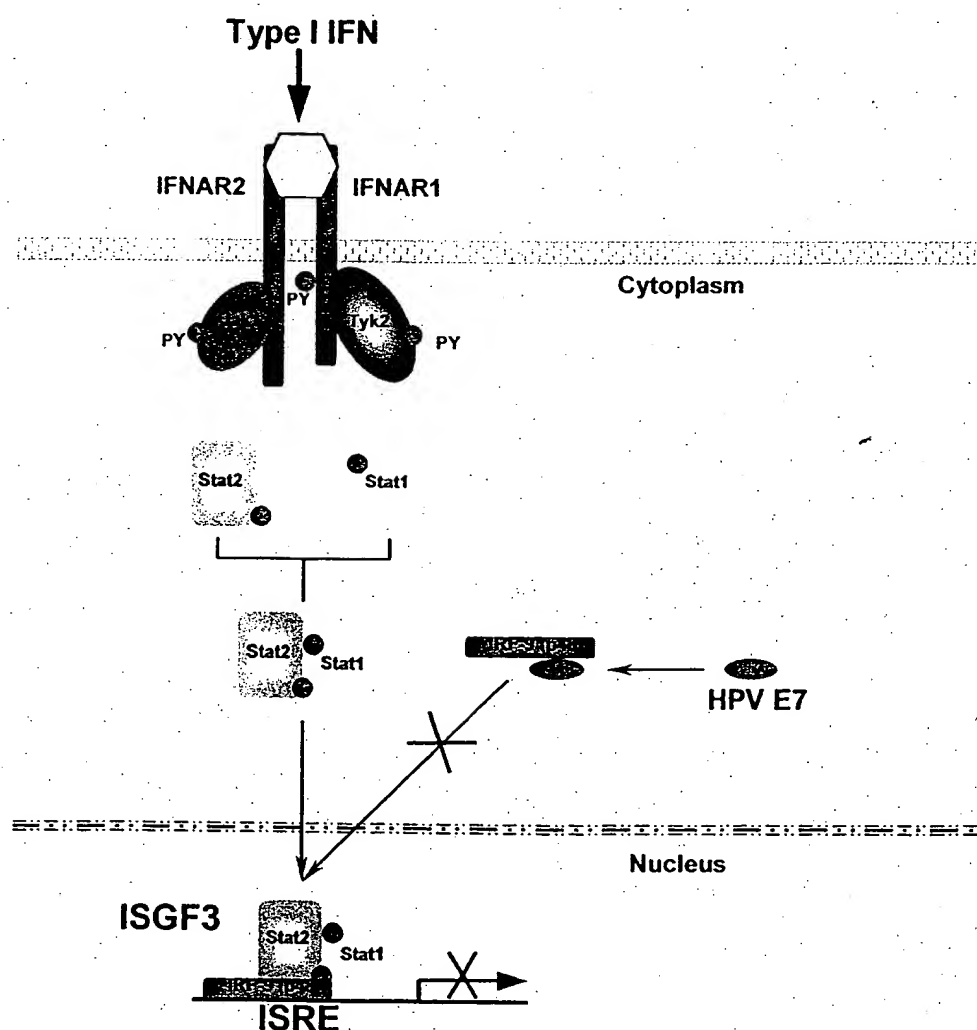 Type I IFN
IFNAR2
IFNAR1
Cytoplasm
PY
Tyk2
PY
PY
Stat2
Stat1
Stat2
Stat1
HPV E7
Nucleus
ISGF3
Stat2
Stat1
ISRE